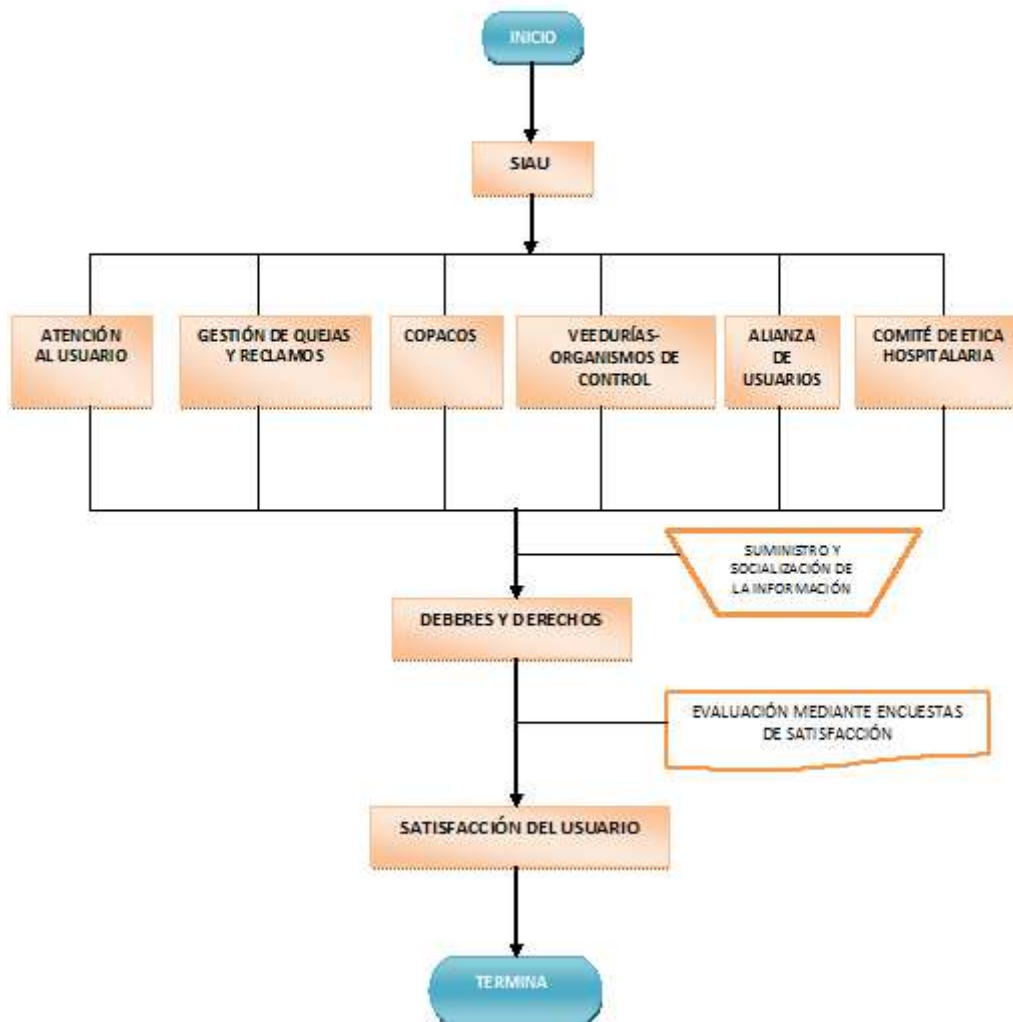 INICIO
SIAU
ATENCIÓN
AL USUARIO
GESTIÓN DE QUEJAS
Y RECLAMOS
COPACOS
VEEDURÍAS-
ORGANISMOS DE
CONTROL
ALIANZA
DE
USUARIOS
COMITÉ DE ETICA
HOSPITALARIA
SUMINISTRO Y
SOCIALIZACIÓN DE
LA INFORMACIÓN
DEBERES Y DERECHOS
EVALUACIÓN MEDIANTE ENCUESTAS
DE SATISFACCIÓN
SATISFACCIÓN DEL USUARIO
TERMINA